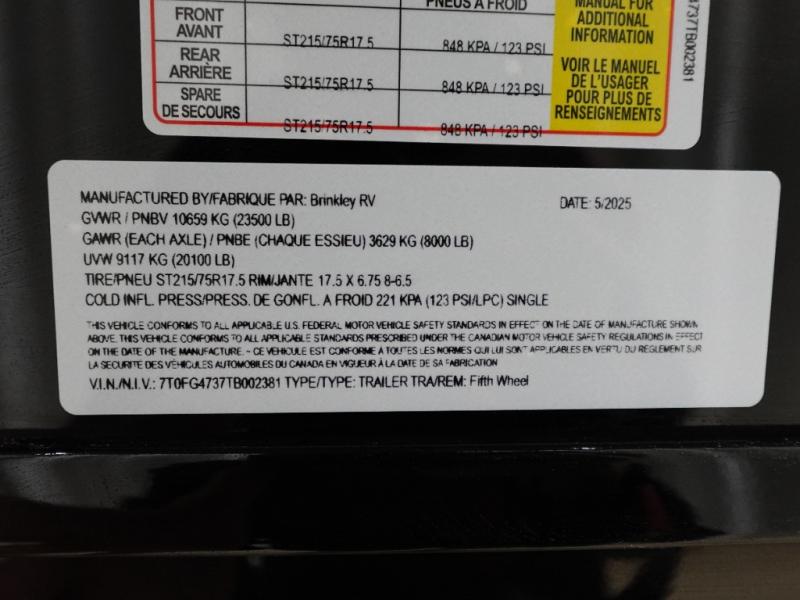 PNEUS À FROID
MANUAL FOR
ADDITIONAL
INFORMATION
FRONT
AVANT
ST215/75R17.5
848 KPA / 123 PSI
REAR
ARRIÈRE
ST215/75R17.5
848 KPA / 123 PSI
SPARE
DE SECOURS
ST215/75R17.5
848 KPA / 123 PSI
VOIR LE MANUEL
DE L'USAGER
POUR PLUS DE
RENSEIGNEMENTS
4737TB002381
MANUFACTURED BY/FABRIQUE PAR: Brinkley RV DATE: 5/2025
GVWR / PNBV 10659 KG (23500 LB)
GAWR (EACH AXLE) / PNBE (CHAQUE ESSIEU) 3629 KG (8000 LB)
UVW 9117 KG (20100 LB)
TIRE/PNEU ST215/75R17.5 RIM/JANTE 17.5 X 6.75 8-6.5
COLD INFL. PRESS/PRESS. DE GONFL. A FROID 221 KPA (123 PSI/LPC) SINGLE
THIS VEHICLE CONFORMS TO ALL APPLICABLE U.S. FEDERAL MOTOR VEHICLE SAFETY STANDARDS IN EFFECT ON THE DATE OF MANUFACTURE SHOWN
ABOVE. THIS VEHICLE CONFORMS TO ALL APPLICABLE STANDARDS PRESCRIBED UNDER THE CANADIAN MOTOR VEHICLE SAFETY REGULATIONS IN EFFECT
ON THE DATE OF THE MANUFACTURE. - CE VEHICULE EST CONFORME A TOUTES LES NORMES QUI LUI SONT APPLICABLES EN VERTU DU REGLEMENT SUR
LA SECURITE DES VÉHICULES AUTOMOBILES DU CANADA EN VIGUEUR À LA DATE DE SA FABRICATION
V.I.N./N.I.V.: 7T0FG4737TB002381 TYPE/TYPE: TRAILER TRA/REM: Fifth Wheel